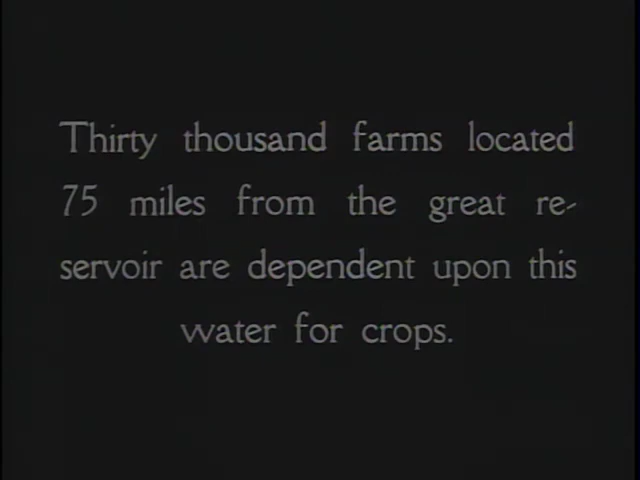 Thirty thousand farms located
75 miles from the great re-
servoir are dependent upon this
water for crops.